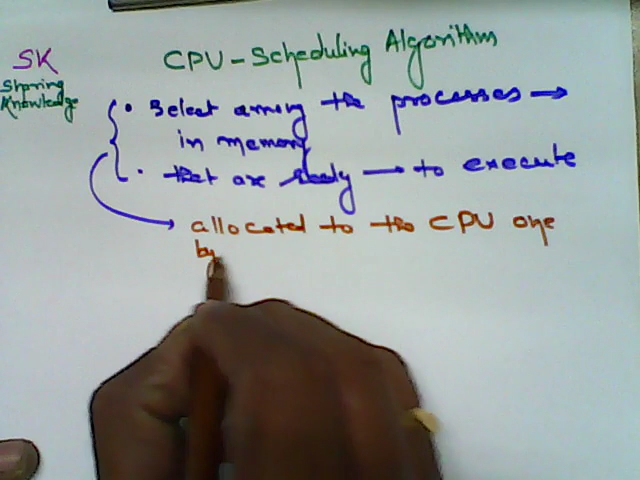 SK
Sharing
Knowledge
CPU-Scheduling Algorithm
• Select among the processes →
in memory
• that are ready → to execute
allocated to the CPU one
by